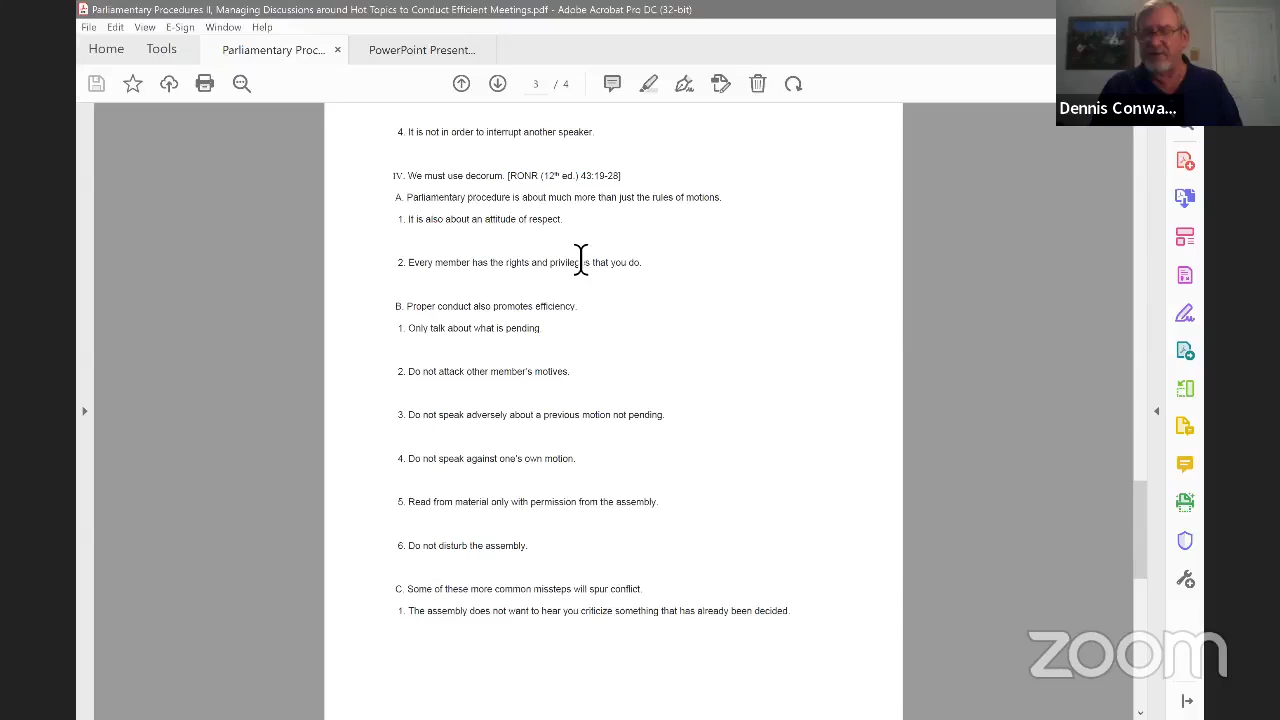 Parliamentary Procedures II, Managing Discussions around Hot Topics to Conduct Efficient Meetings.pdf - Adobe Acrobat Pro DC (32-bit)
File Edit View E-Sign Window Help
Home Tools Parliamentary Proc... × PowerPoint Present...
3 / 4
Dennis Conwa...
4. It is not in order to interrupt another speaker.
IV. We must use decorum. [RONR (12th ed.) 43:19-28]
A. Parliamentary procedure is about much more than just the rules of motions.
1. It is also about an attitude of respect.
2. Every member has the rights and privileges that you do.
B. Proper conduct also promotes efficiency.
1. Only talk about what is pending.
2. Do not attack other member's motives.
3. Do not speak adversely about a previous motion not pending.
4. Do not speak against one's own motion.
5. Read from material only with permission from the assembly.
6. Do not disturb the assembly.
C. Some of these more common missteps will spur conflict.
1. The assembly does not want to hear you criticize something that has already been decided.
zoom